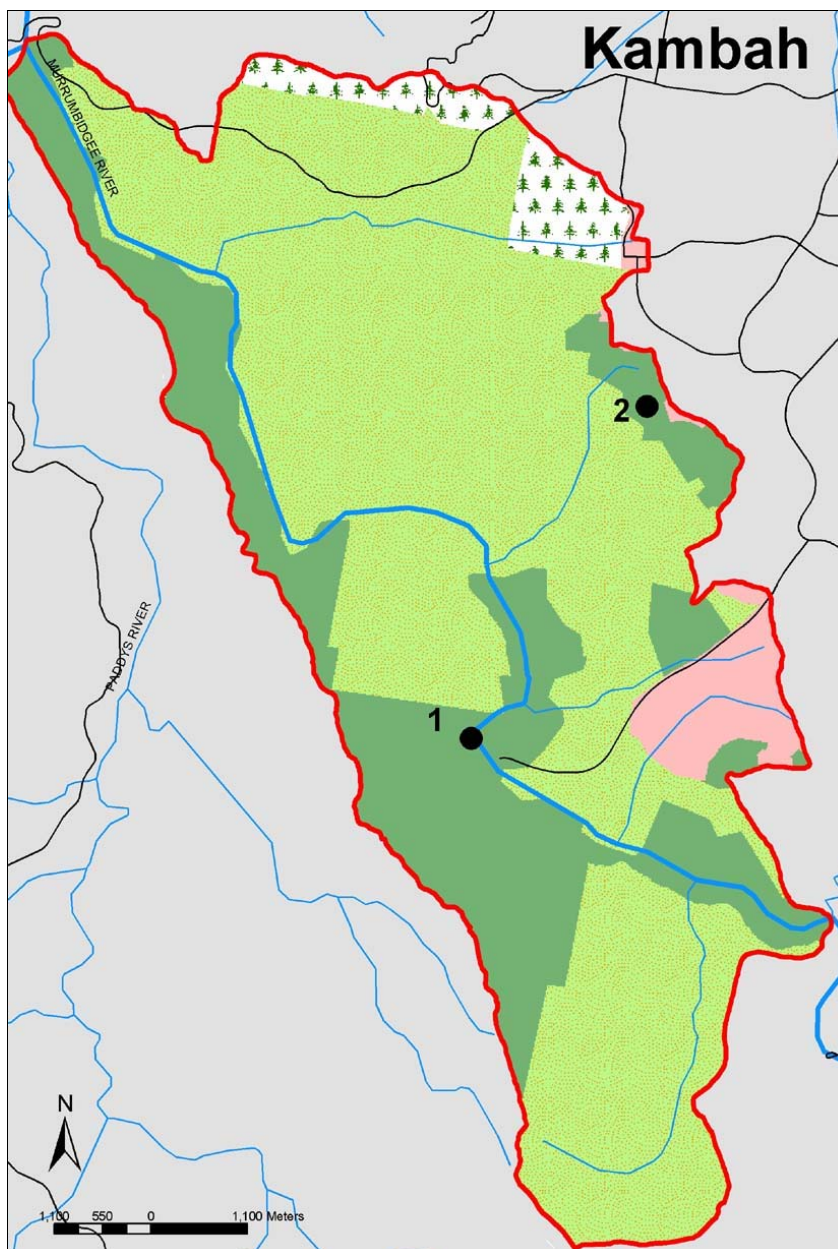 Kambah
MURRUMBIDGEE RIVER
2
PADDYS RIVER
1
N
1,100 550 0 1,100 Meters